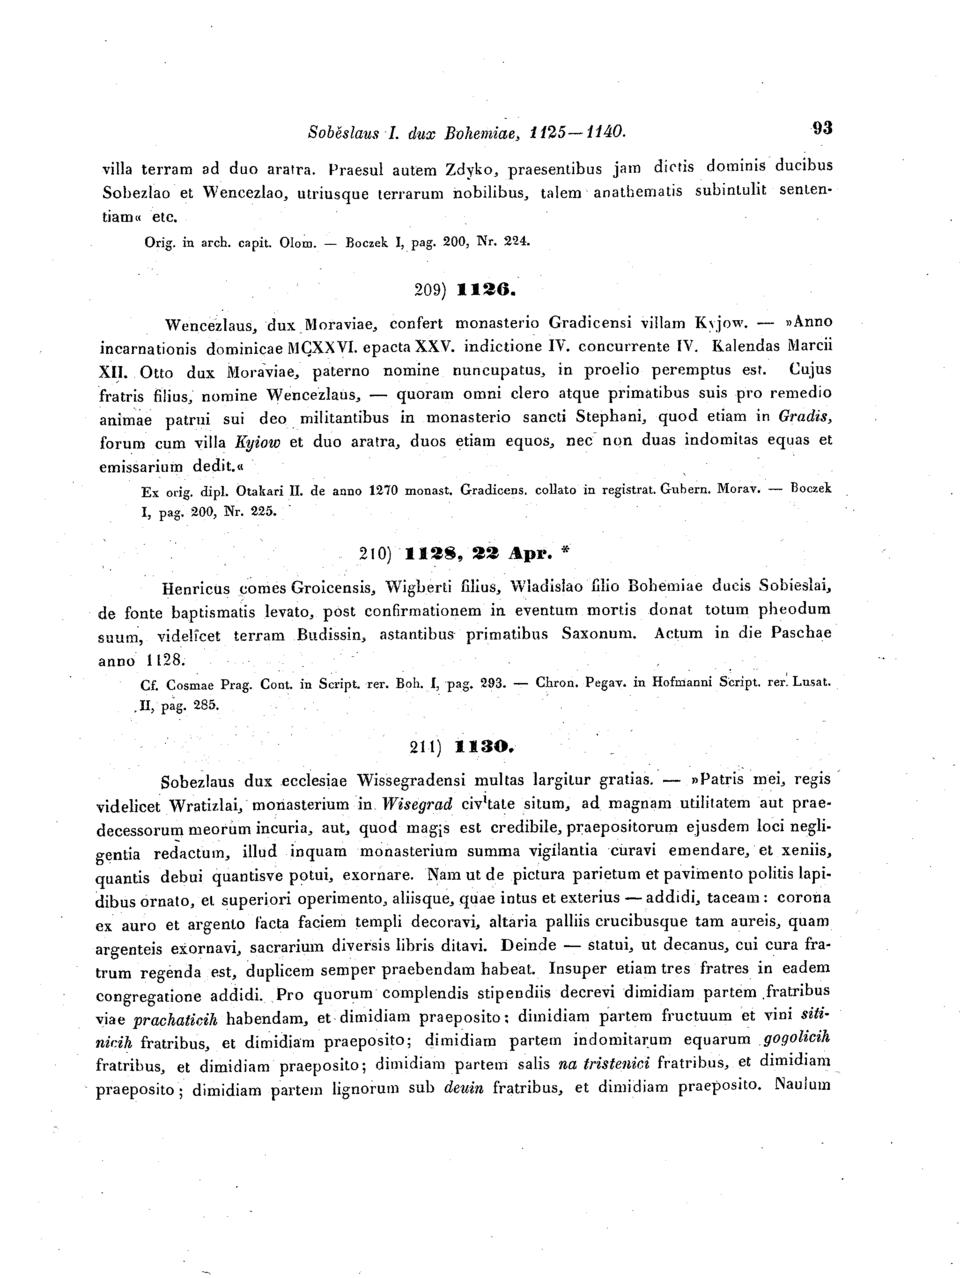 Soběslaus I. dux Bohemiae, 1125—1140. 93
villa terram ad duo aratra. Praesul autem Zdyko, praesentibus jam dictis dominis ducibus
Sobezlao et Wencezlao, utriusque terrarum nobilibus, talem anathematis subintulit senten-
tiam« etc.
Orig. in arch. capit. Olom. — Boczek I, pag. 200, Nr. 224.
209) 1126.
Wencezlaus, dux Moraviae, confert monasterio Gradicensi villam Kyjow. — »Anno
incarnationis dominicae MCXXVI. epacta XXV. indictione IV. concurrente IV. Kalendas Marcii
XII. Otto dux Moraviae, paterno nomine nuncupatus, in proelio peremptus est. Cujus
fratris filius, nomine Wencezlaus, — quoram omni clero atque primatibus suis pro remedio
animae patrui sui deo militantibus in monasterio sancti Stephani, quod etiam in Gradis,
forum cum villa Kyiow et duo aratra, duos etiam equos, nec non duas indomitas equas et
emissarium dedit.«
Ex orig. dipl. Otakari II. de anno 1270 monast. Gradicens. collato in registrat. Gubern. Morav. — Boczek
I, pag. 200, Nr. 225.
210) 1128, 22 Apr. *
Henricus comes Groicensis, Wigberti filius, Wladislao filio Bohemiae ducis Sobieslai,
de fonte baptismatis levato, post confirmationem in eventum mortis donat totum pheodum
suum, videlicet terram Budissin, astantibus primatibus Saxonum. Actum in die Paschae
anno 1128.
Cf. Cosmae Prag. Cont. in Script. rer. Boh. I, pag. 293. — Chron. Pegav. in Hofmanni Script. rer. Lusat.
II, pag. 285.
211) 1130.
Sobezlaus dux ecclesiae Wissegradensi multas largitur gratias. — »Patris mei, regis
videlicet Wratizlai, monasterium in Wisegrad civitate situm, ad magnam utilitatem aut prae-
decessorum meorum incuria, aut, quod magis est credibile, praepositorum ejusdem loci negli-
gentia redactum, illud inquam monasterium summa vigilantia curavi emendare, et xeniis,
quantis debui quantisve potui, exornare. Nam ut de pictura parietum et pavimento politis lapi-
dibus ornato, et superiori operimento, aliisque, quae intus et exterius — addidi, taceam: corona
ex auro et argento facta faciem templi decoravi, altaria palliis crucibusque tam aureis, quam
argenteis exornavi, sacrarium diversis libris ditavi. Deinde — statui, ut decanus, cui cura fra-
trum regenda est, duplicem semper praebendam habeat. Insuper etiam tres fratres in eadem
congregatione addidi. Pro quorum complendis stipendiis decrevi dimidiam partem fratribus
viae prachaticih habendam, et dimidiam praeposito; dimidiam partem fructuum et vini siti-
nicih fratribus, et dimidiam praeposito; dimidiam partem indomitarum equarum gogolicih
fratribus, et dimidiam praeposito; dimidiam partem salis na tristenici fratribus, et dimidiam
praeposito; dimidiam partem lignorum sub deuin fratribus, et dimidiam praeposito. Naulum